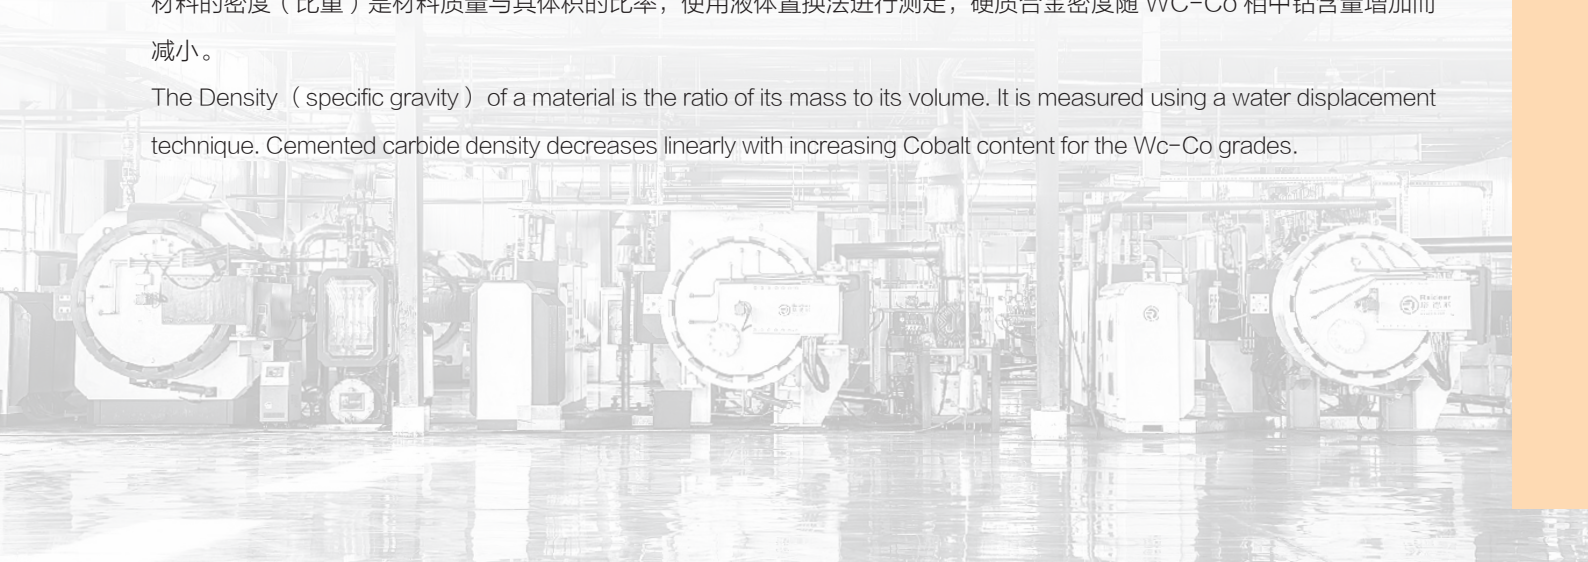 材料的密度（比重）是材料质量与其体积的比率，使用液体置换法进行测定，硬质合金密度随 WC-Co 相中钴含量增加而
减小。
The Density （ specific gravity ） of a material is the ratio of its mass to its volume. It is measured using a water displacement
technique. Cemented carbide density decreases linearly with increasing Cobalt content for the Wc-Co grades.